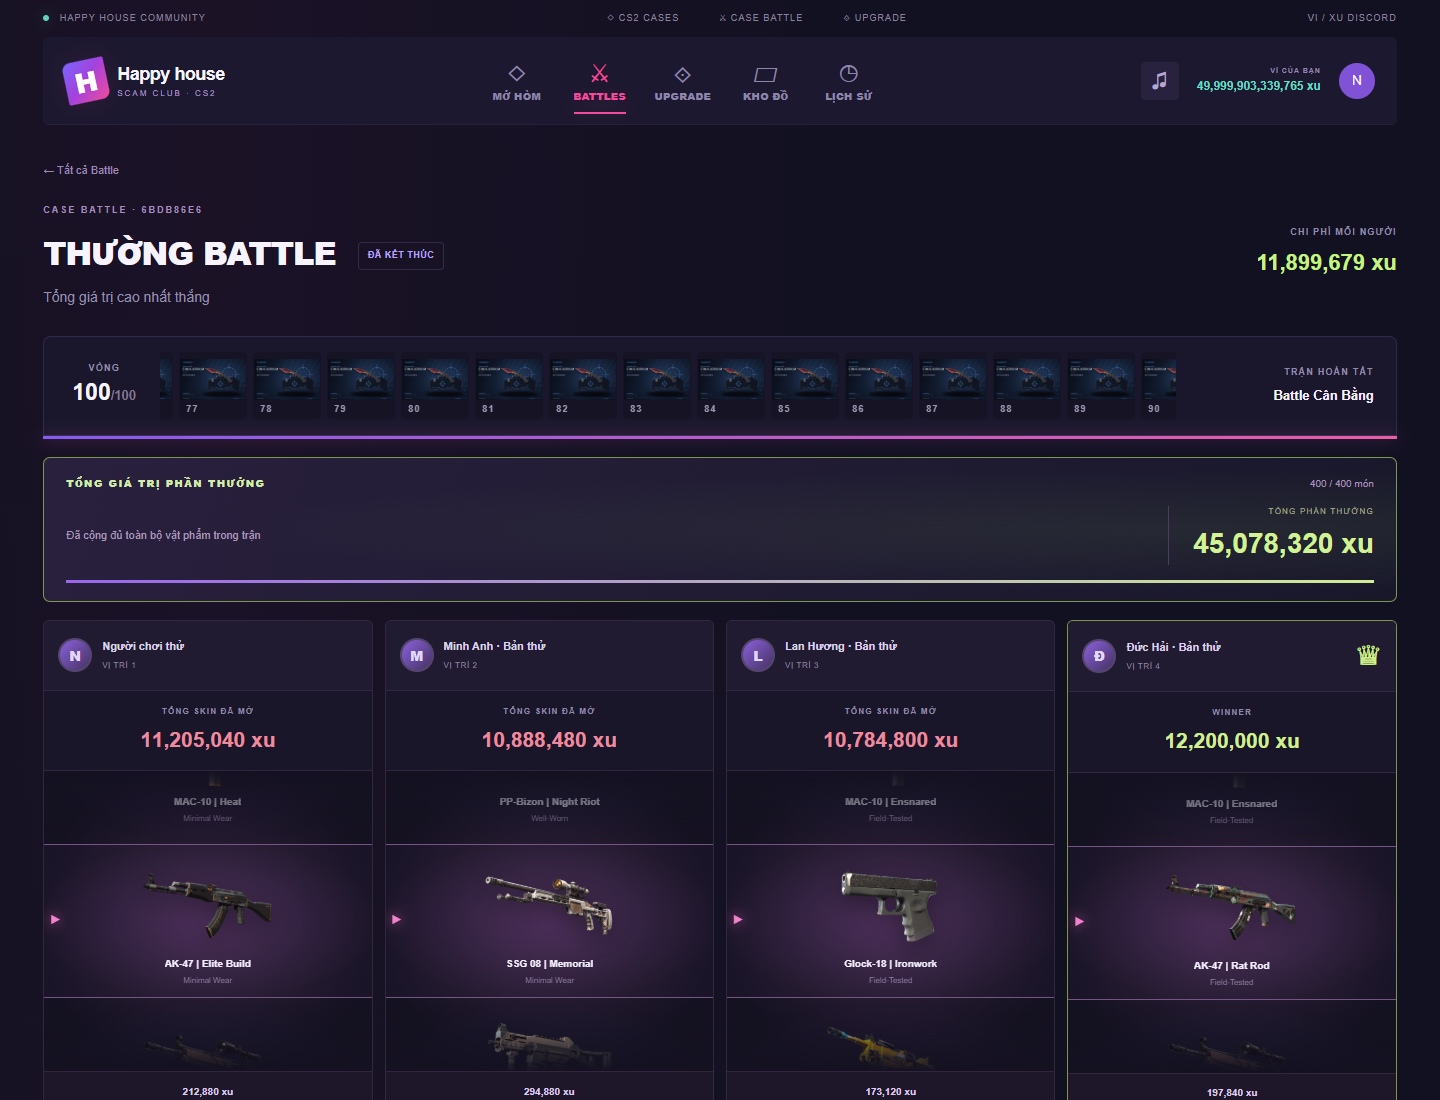 HAPPY HOUSE COMMUNITY
CS2 CASES
CASE BATTLE
UPGRADE
VI / XU DISCORD
H
Happy house
SCAM CLUB · CS2
MỞ HÒM
BATTLES
UPGRADE
KHO ĐỒ
LỊCH SỬ
VÍ CỦA BẠN
49,999,903,339,765 xu
N
← Tất cả Battle
CASE BATTLE · 6BDB86E6
THƯỜNG BATTLE
ĐÃ KẾT THÚC
Tổng giá trị cao nhất thắng
CHI PHÍ MỖI NGƯỜI
11,899,679 xu
VÒNG
100/100
77
78
79
80
81
82
83
84
85
86
87
88
89
90
TRẬN HOÀN TẤT
Battle Cân Bằng
TỔNG GIÁ TRỊ PHẦN THƯỞNG
400 / 400 món
Đã cộng đủ toàn bộ vật phẩm trong trận
TỔNG PHẦN THƯỞNG
45,078,320 xu
N
Người chơi thử
VỊ TRÍ 1
TỔNG SKIN ĐÃ MỞ
11,205,040 xu
MAC-10 | Heat
Minimal Wear
AK-47 | Elite Build
Minimal Wear
212,880 xu
M
Minh Anh · Bản thử
VỊ TRÍ 2
TỔNG SKIN ĐÃ MỞ
10,888,480 xu
PP-Bizon | Night Riot
Well-Worn
SSG 08 | Memorial
Minimal Wear
294,880 xu
L
Lan Hương · Bản thử
VỊ TRÍ 3
TỔNG SKIN ĐÃ MỞ
10,784,800 xu
MAC-10 | Ensnared
Field-Tested
Glock-18 | Ironwork
Field-Tested
173,120 xu
Đ
Đức Hải · Bản thử
VỊ TRÍ 4
WINNER
12,200,000 xu
MAC-10 | Ensnared
Field-Tested
AK-47 | Rat Rod
Field-Tested
197,840 xu